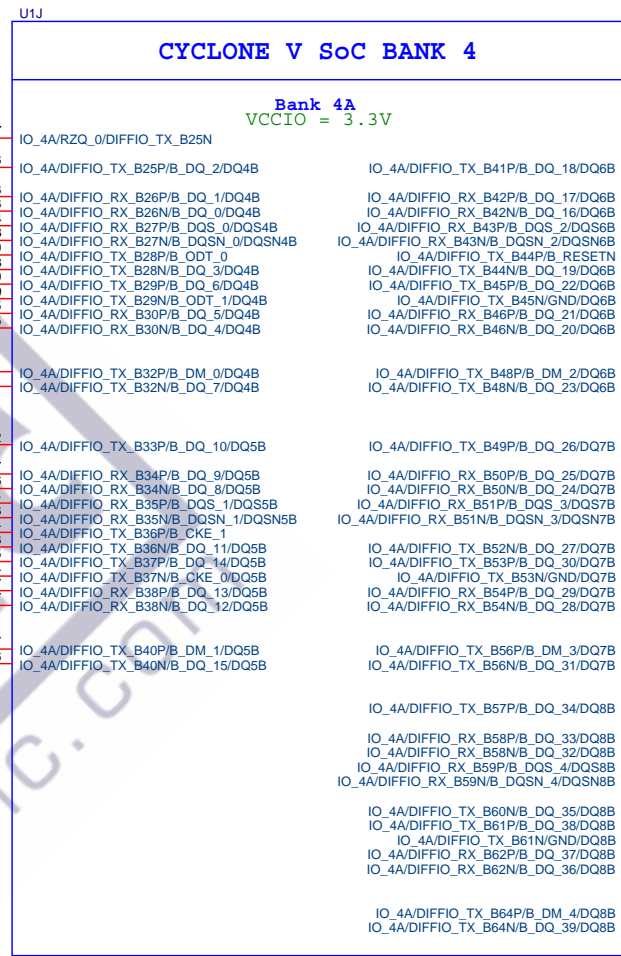 U1J
CYCLONE V SoC BANK 4
Bank 4A
VCCIO = 3.3V
IO_4A/RZQ_0/DIFFIO_TX_B25N
IO_4A/DIFFIO_TX_B25P/B_DQ_2/DQ4B
IO_4A/DIFFIO_RX_B26P/B_DQ_1/DQ4B
IO_4A/DIFFIO_RX_B26N/B_DQ_0/DQ4B
IO_4A/DIFFIO_RX_B27P/B_DQS_0/DQS4B
IO_4A/DIFFIO_RX_B27N/B_DQSN_0/DQSN4B
IO_4A/DIFFIO_TX_B28P/B_ODT_0
IO_4A/DIFFIO_TX_B28N/B_DQ_3/DQ4B
IO_4A/DIFFIO_TX_B29P/B_DQ_6/DQ4B
IO_4A/DIFFIO_TX_B29N/B_ODT_1/DQ4B
IO_4A/DIFFIO_RX_B30P/B_DQ_5/DQ4B
IO_4A/DIFFIO_RX_B30N/B_DQ_4/DQ4B
IO_4A/DIFFIO_TX_B32P/B_DM_0/DQ4B
IO_4A/DIFFIO_TX_B32N/B_DQ_7/DQ4B
IO_4A/DIFFIO_TX_B33P/B_DQ_10/DQ5B
IO_4A/DIFFIO_RX_B34P/B_DQ_9/DQ5B
IO_4A/DIFFIO_RX_B34N/B_DQ_8/DQ5B
IO_4A/DIFFIO_RX_B35P/B_DQS_1/DQS5B
IO_4A/DIFFIO_RX_B35N/B_DQSN_1/DQSN5B
IO_4A/DIFFIO_TX_B36P/B_CKE_1
IO_4A/DIFFIO_TX_B36N/B_DQ_11/DQ5B
IO_4A/DIFFIO_TX_B37P/B_DQ_14/DQ5B
IO_4A/DIFFIO_TX_B37N/B_CKE_0/DQ5B
IO_4A/DIFFIO_RX_B38P/B_DQ_13/DQ5B
IO_4A/DIFFIO_RX_B38N/B_DQ_12/DQ5B
IO_4A/DIFFIO_TX_B40P/B_DM_1/DQ5B
IO_4A/DIFFIO_TX_B40N/B_DQ_15/DQ5B
IO_4A/DIFFIO_TX_B41P/B_DQ_18/DQ6B
IO_4A/DIFFIO_RX_B42P/B_DQ_17/DQ6B
IO_4A/DIFFIO_RX_B42N/B_DQ_16/DQ6B
IO_4A/DIFFIO_RX_B43P/B_DQS_2/DQS6B
IO_4A/DIFFIO_RX_B43N/B_DQSN_2/DQSN6B
IO_4A/DIFFIO_TX_B44P/B_RESETN
IO_4A/DIFFIO_TX_B44N/B_DQ_19/DQ6B
IO_4A/DIFFIO_TX_B45P/B_DQ_22/DQ6B
IO_4A/DIFFIO_TX_B45N/GND/DQ6B
IO_4A/DIFFIO_RX_B46P/B_DQ_21/DQ6B
IO_4A/DIFFIO_RX_B46N/B_DQ_20/DQ6B
IO_4A/DIFFIO_TX_B48P/B_DM_2/DQ6B
IO_4A/DIFFIO_TX_B48N/B_DQ_23/DQ6B
IO_4A/DIFFIO_TX_B49P/B_DQ_26/DQ7B
IO_4A/DIFFIO_RX_B50P/B_DQ_25/DQ7B
IO_4A/DIFFIO_RX_B50N/B_DQ_24/DQ7B
IO_4A/DIFFIO_RX_B51P/B_DQS_3/DQS7B
IO_4A/DIFFIO_RX_B51N/B_DQSN_3/DQSN7B
IO_4A/DIFFIO_TX_B52N/B_DQ_27/DQ7B
IO_4A/DIFFIO_TX_B53P/B_DQ_30/DQ7B
IO_4A/DIFFIO_TX_B53N/GND/DQ7B
IO_4A/DIFFIO_RX_B54P/B_DQ_29/DQ7B
IO_4A/DIFFIO_RX_B54N/B_DQ_28/DQ7B
IO_4A/DIFFIO_TX_B56P/B_DM_3/DQ7B
IO_4A/DIFFIO_TX_B56N/B_DQ_31/DQ7B
IO_4A/DIFFIO_TX_B57P/B_DQ_34/DQ8B
IO_4A/DIFFIO_RX_B58P/B_DQ_33/DQ8B
IO_4A/DIFFIO_RX_B58N/B_DQ_32/DQ8B
IO_4A/DIFFIO_RX_B59P/B_DQS_4/DQS8B
IO_4A/DIFFIO_RX_B59N/B_DQSN_4/DQSN8B
IO_4A/DIFFIO_TX_B60N/B_DQ_35/DQ8B
IO_4A/DIFFIO_TX_B61P/B_DQ_38/DQ8B
IO_4A/DIFFIO_TX_B61N/GND/DQ8B
IO_4A/DIFFIO_RX_B62P/B_DQ_37/DQ8B
IO_4A/DIFFIO_RX_B62N/B_DQ_36/DQ8B
IO_4A/DIFFIO_TX_B64P/B_DM_4/DQ8B
IO_4A/DIFFIO_TX_B64N/B_DQ_39/DQ8B
c.com